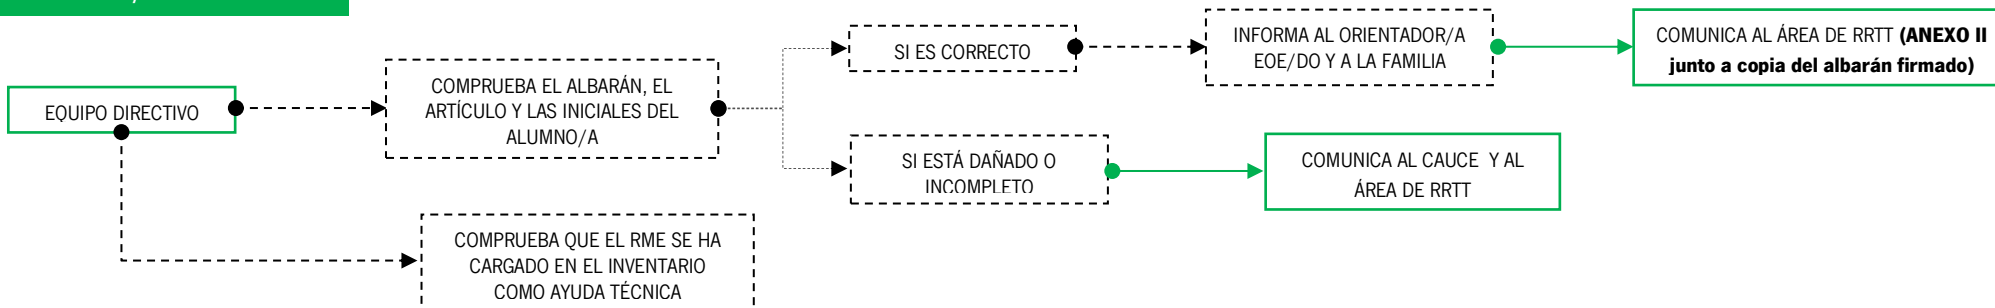 EQUIPO DIRECTIVO
COMPRUEBA EL ALBARÁN, EL
ARTÍCULO Y LAS INICIALES DEL
ALUMNO/A
SI ES CORRECTO
INFORMA AL ORIENTADOR/A
EOE/DO Y A LA FAMILIA
COMUNICA AL ÁREA DE RRTT (ANEXO II
junto a copia del albarán firmado)
SI ESTÁ DAÑADO O
INCOMPLETO
COMUNICA AL CAUCE Y AL
ÁREA DE RRTT
COMPRUEBA QUE EL RME SE HA
CARGADO EN EL INVENTARIO
COMO AYUDA TÉCNICA